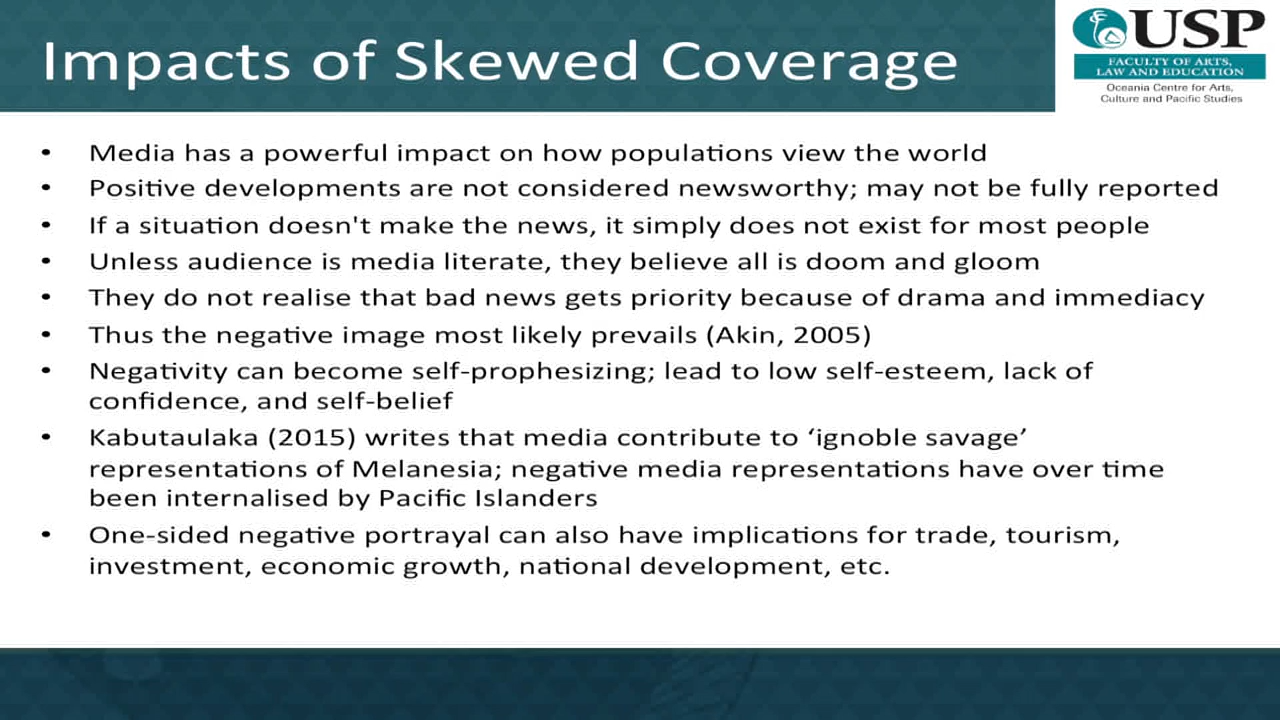 Impacts of Skewed Coverage
USP
FACULTY OF ARTS,
LAW AND EDUCATION
Oceania Centre for Arts,
Culture and Pacific Studies
• Media has a powerful impact on how populations view the world
• Positive developments are not considered newsworthy; may not be fully reported
• If a situation doesn't make the news, it simply does not exist for most people
• Unless audience is media literate, they believe all is doom and gloom
• They do not realise that bad news gets priority because of drama and immediacy
• Thus the negative image most likely prevails (Akin, 2005)
• Negativity can become self-prophesizing; lead to low self-esteem, lack of
confidence, and self-belief
• Kabutaulaka (2015) writes that media contribute to ‘ignoble savage’
representations of Melanesia; negative media representations have over time
been internalised by Pacific Islanders
• One-sided negative portrayal can also have implications for trade, tourism,
investment, economic growth, national development, etc.